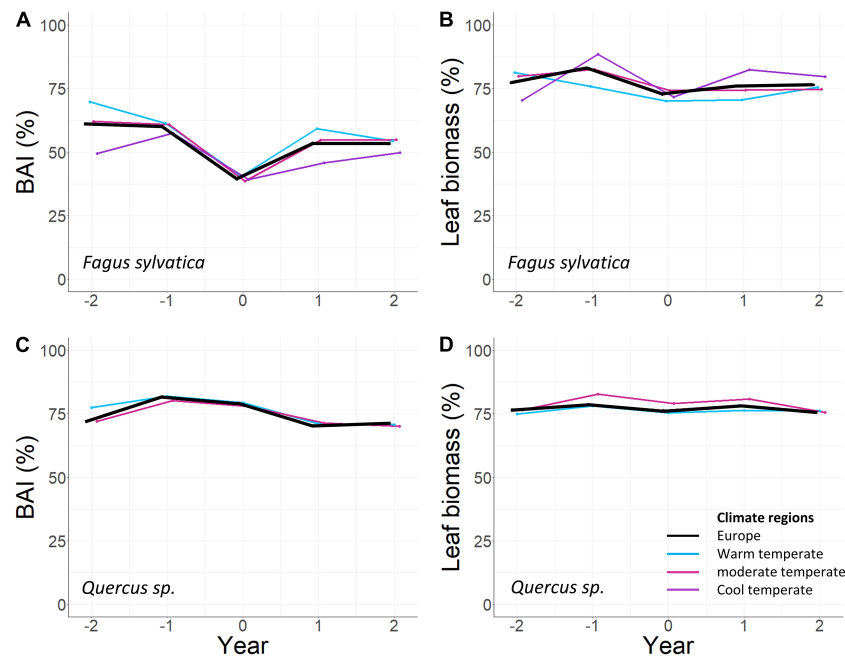 A
BAI (%)
100
75
50
25
0
Fagus sylvatica
-2 -1 0 1 2
B
Leaf biomass (%)
100
75
50
25
0
Fagus sylvatica
-2 -1 0 1 2
C
BAI (%)
100
75
50
25
0
Quercus sp.
-2 -1 0 1 2
Year
D
Leaf biomass (%)
100
75
50
25
0
Quercus sp.
Climate regions
Europe
Warm temperate
moderate temperate
Cool temperate
-2 -1 0 1 2
Year